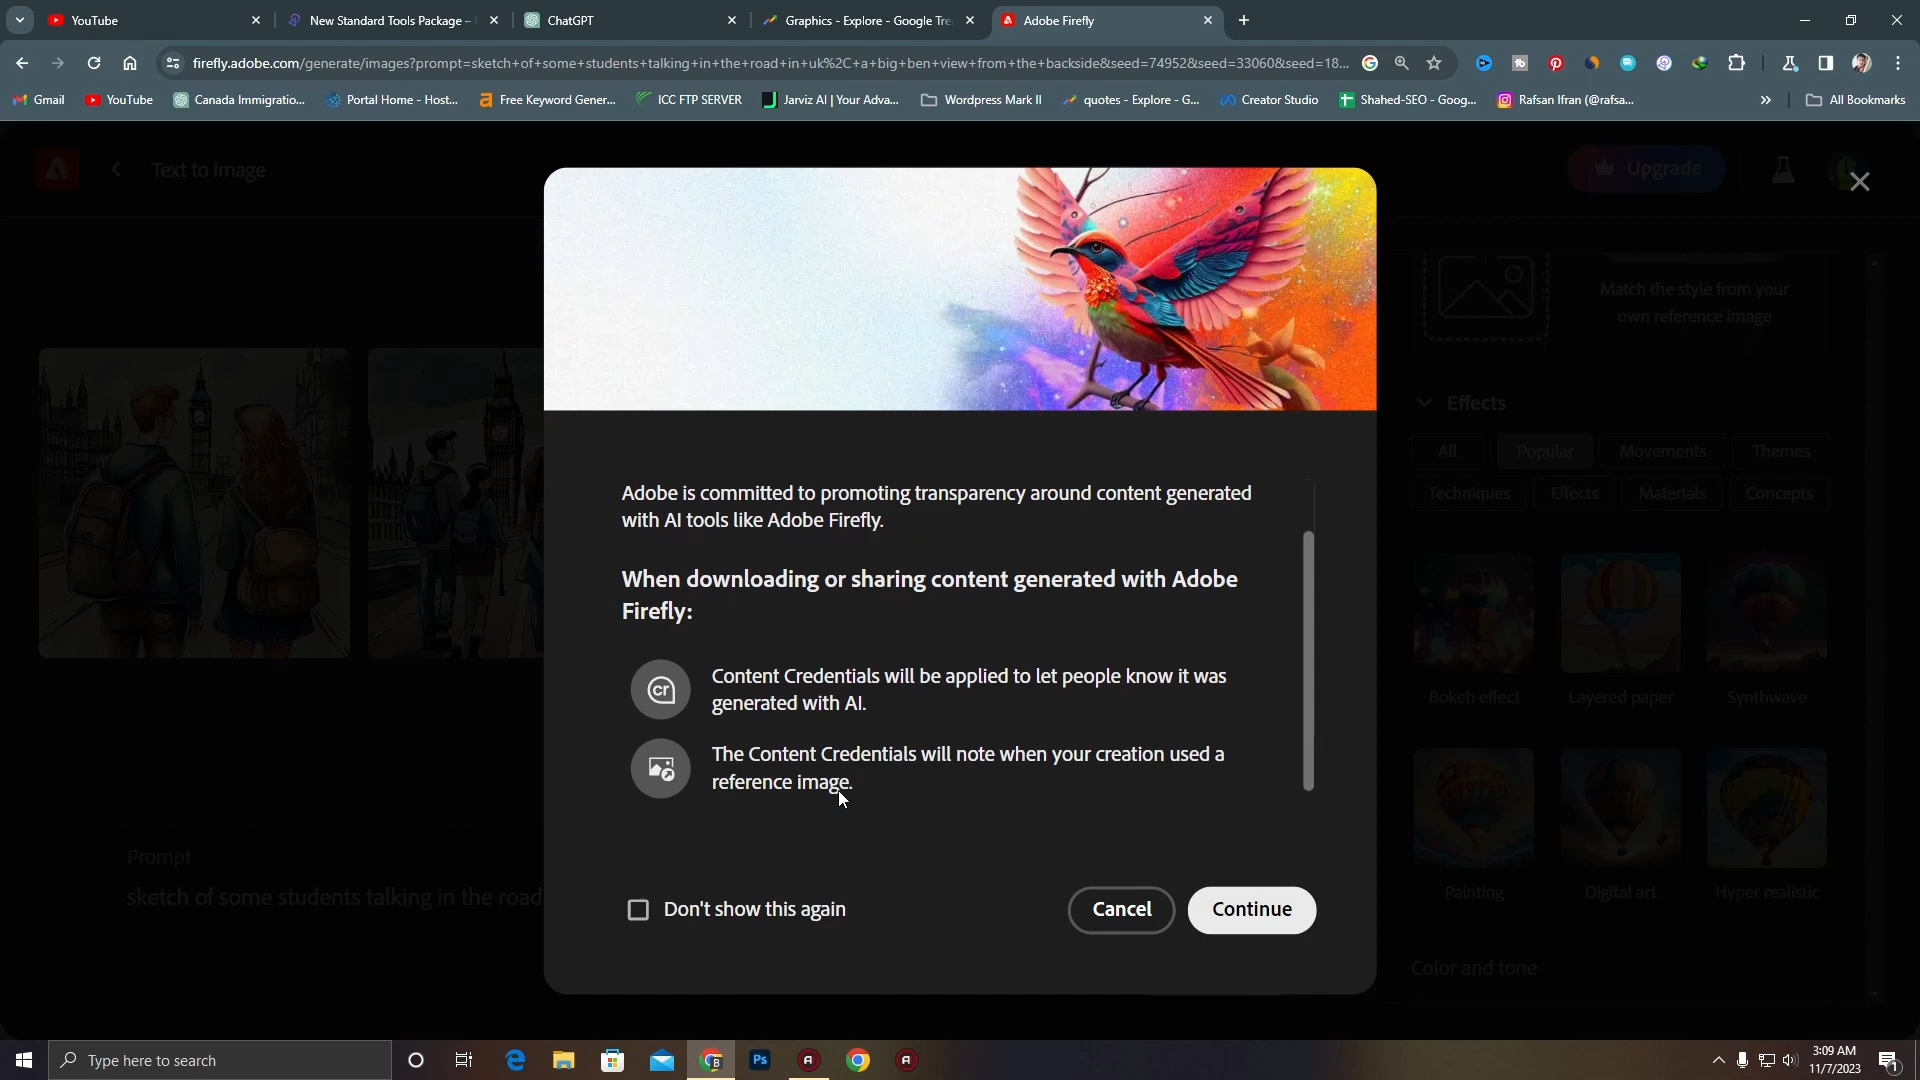 YouTube
New Standard Tools Package –
ChatGPT
Graphics - Explore - Google Tre
Adobe Firefly
firefly.adobe.com/generate/images?prompt=sketch+of+some+students+talking+in+the+road+in+uk%2C+a+big+ben+view+from+the+backside&seed=74952&seed=33060&seed=18...
Gmail
YouTube
Canada Immigratio...
Portal Home - Host...
Free Keyword Gener...
ICC FTP SERVER
Jarviz AI | Your Adva...
Wordpress Mark II
quotes - Explore - G...
Creator Studio
Shahed-SEO - Goog...
Rafsan Ifran (@rafsa...
»
All Bookmarks
Text to Image
Upgrade
Match the style from your
own reference image
Effects
All
Popular
Movements
Themes
Techniques
Effects
Materials
Concepts
Bokeh effect
Layered paper
Synthwave
Painting
Digital art
Hyper realistic
Color and tone
Adobe is committed to promoting transparency around content generated
with AI tools like Adobe Firefly.
When downloading or sharing content generated with Adobe
Firefly:
cr
Content Credentials will be applied to let people know it was
generated with AI.
The Content Credentials will note when your creation used a
reference image.
Don't show this again
Cancel
Continue
Prompt
sketch of some students talking in the road
Type here to search
Ps
3:09 AM
11/7/2023
1